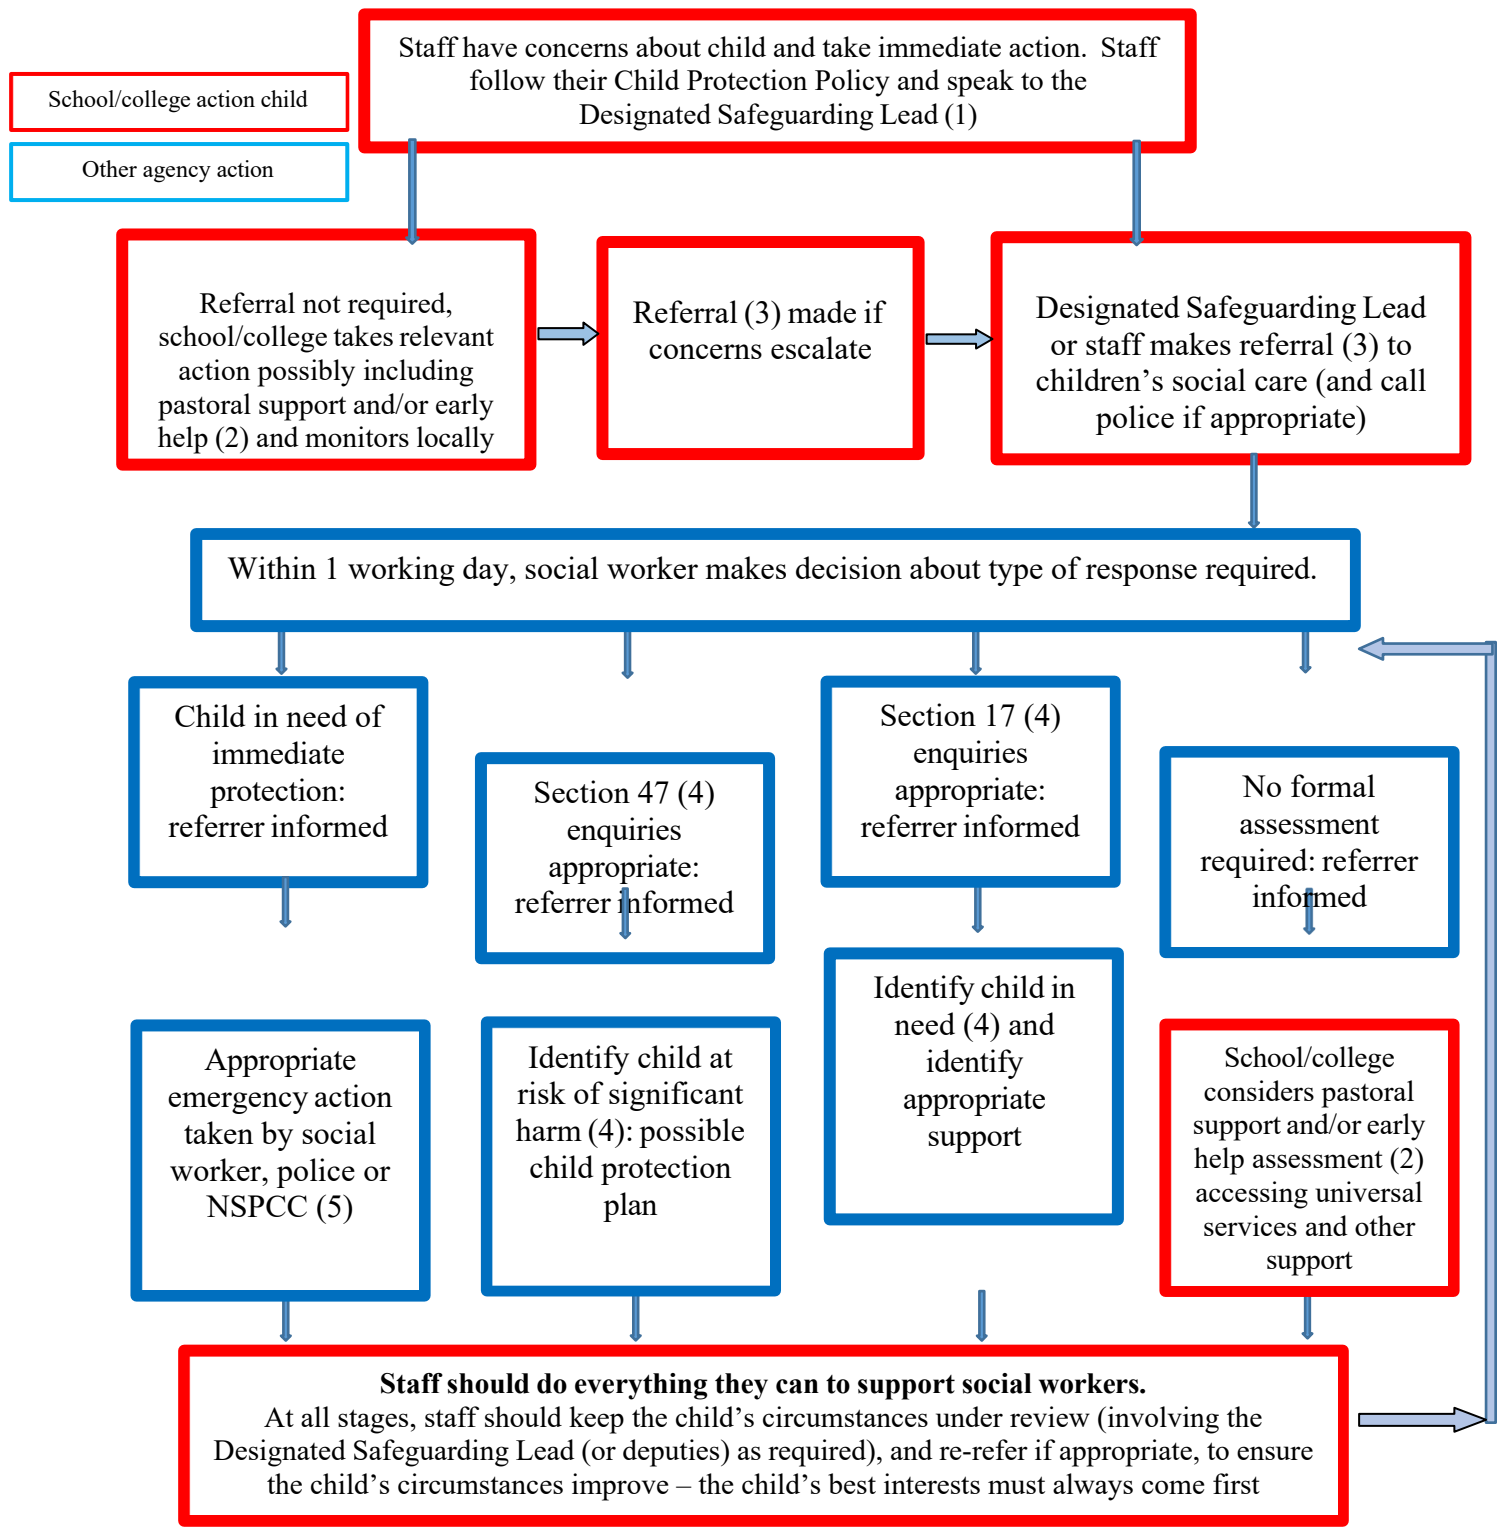 Staff have concerns about child and take immediate action. Staff
follow their Child Protection Policy and speak to the
Designated Safeguarding Lead (1)
School/college action child
Other agency action
Referral not required,
school/college takes relevant
action possibly including
pastoral support and/or early
help (2) and monitors locally
Referral (3) made if
concerns escalate
Designated Safeguarding Lead
or staff makes referral (3) to
children’s social care (and call
police if appropriate)
Within 1 working day, social worker makes decision about type of response required.
Child in need of
immediate
protection:
referrer informed
Section 47 (4)
enquiries
appropriate:
referrer informed
Section 17 (4)
enquiries
appropriate:
referrer informed
No formal
assessment
required: referrer
informed
Appropriate
emergency action
taken by social
worker, police or
NSPCC (5)
Identify child at
risk of significant
harm (4): possible
child protection
plan
Identify child in
need (4) and
identify
appropriate
support
School/college
considers pastoral
support and/or early
help assessment (2)
accessing universal
services and other
support
Staff should do everything they can to support social workers.
At all stages, staff should keep the child’s circumstances under review (involving the
Designated Safeguarding Lead (or deputies) as required), and re-refer if appropriate, to ensure
the child’s circumstances improve – the child’s best interests must always come first